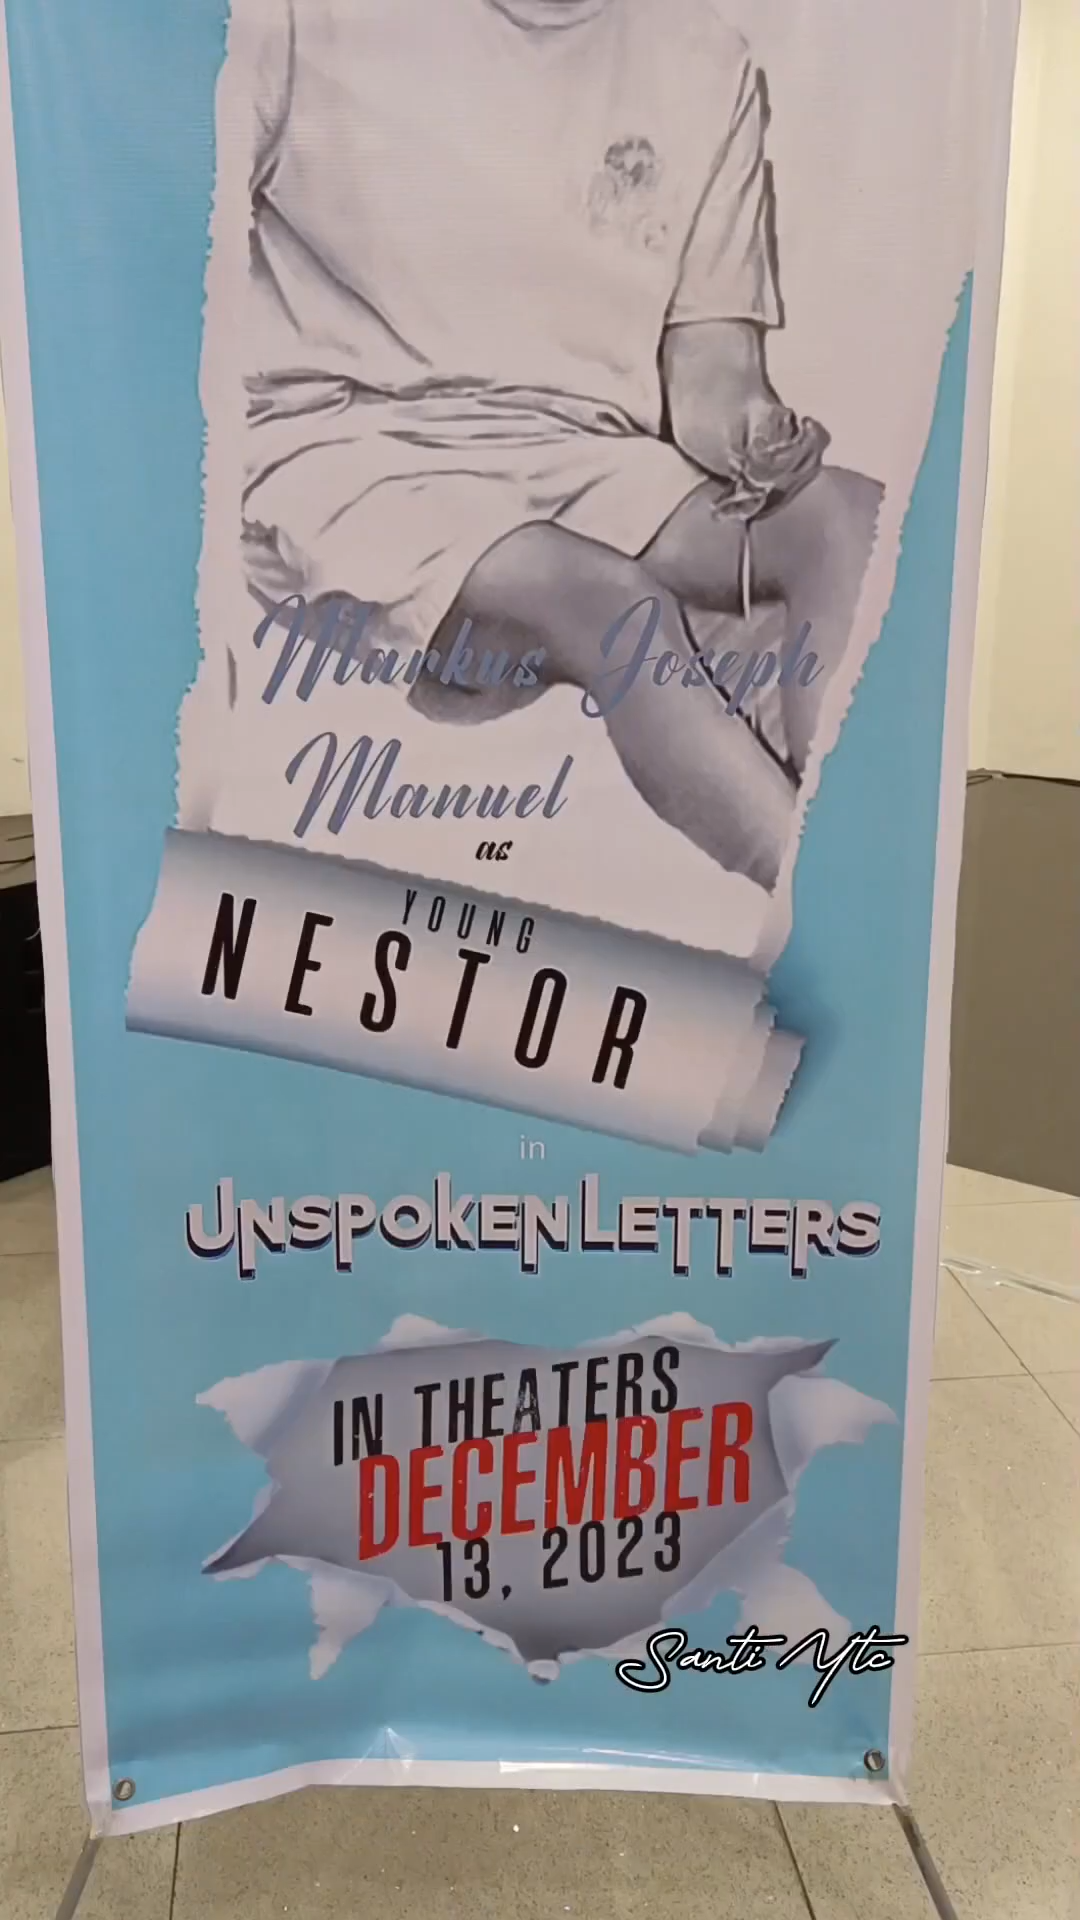 Markus Joseph
Manuel
as
YOUNG
NESTOR
in
UNSPOKEN LETTERS
IN THEATERS
DECEMBER
13, 2023
Santi Ytc